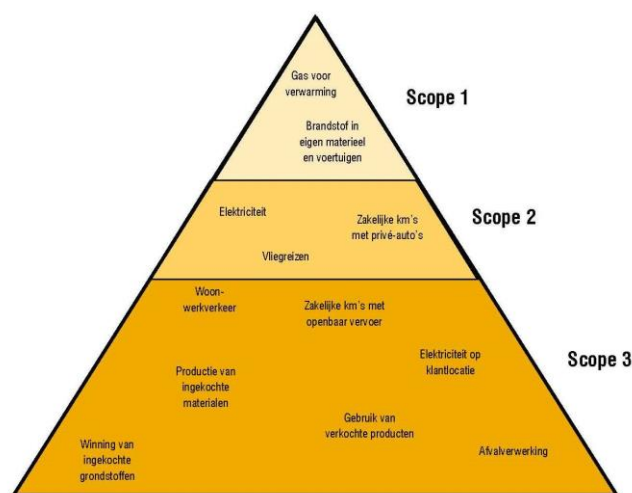 Gas voor
verwarming
Scope 1
Brandstof in
eigen materieel
en voertuigen
Elektriciteit
Zakelijke km's
met privé-auto's
Scope 2
Vliegreizen
Woon-
werkverkeer
Zakelijke km's met
openbaar vervoer
Elektriciteit op
klantlocatie
Scope 3
Productie van
ingekochte
materialen
Gebruik van
verkochte producten
Winning van
ingekochte
grondstoffen
Afvalverwerking